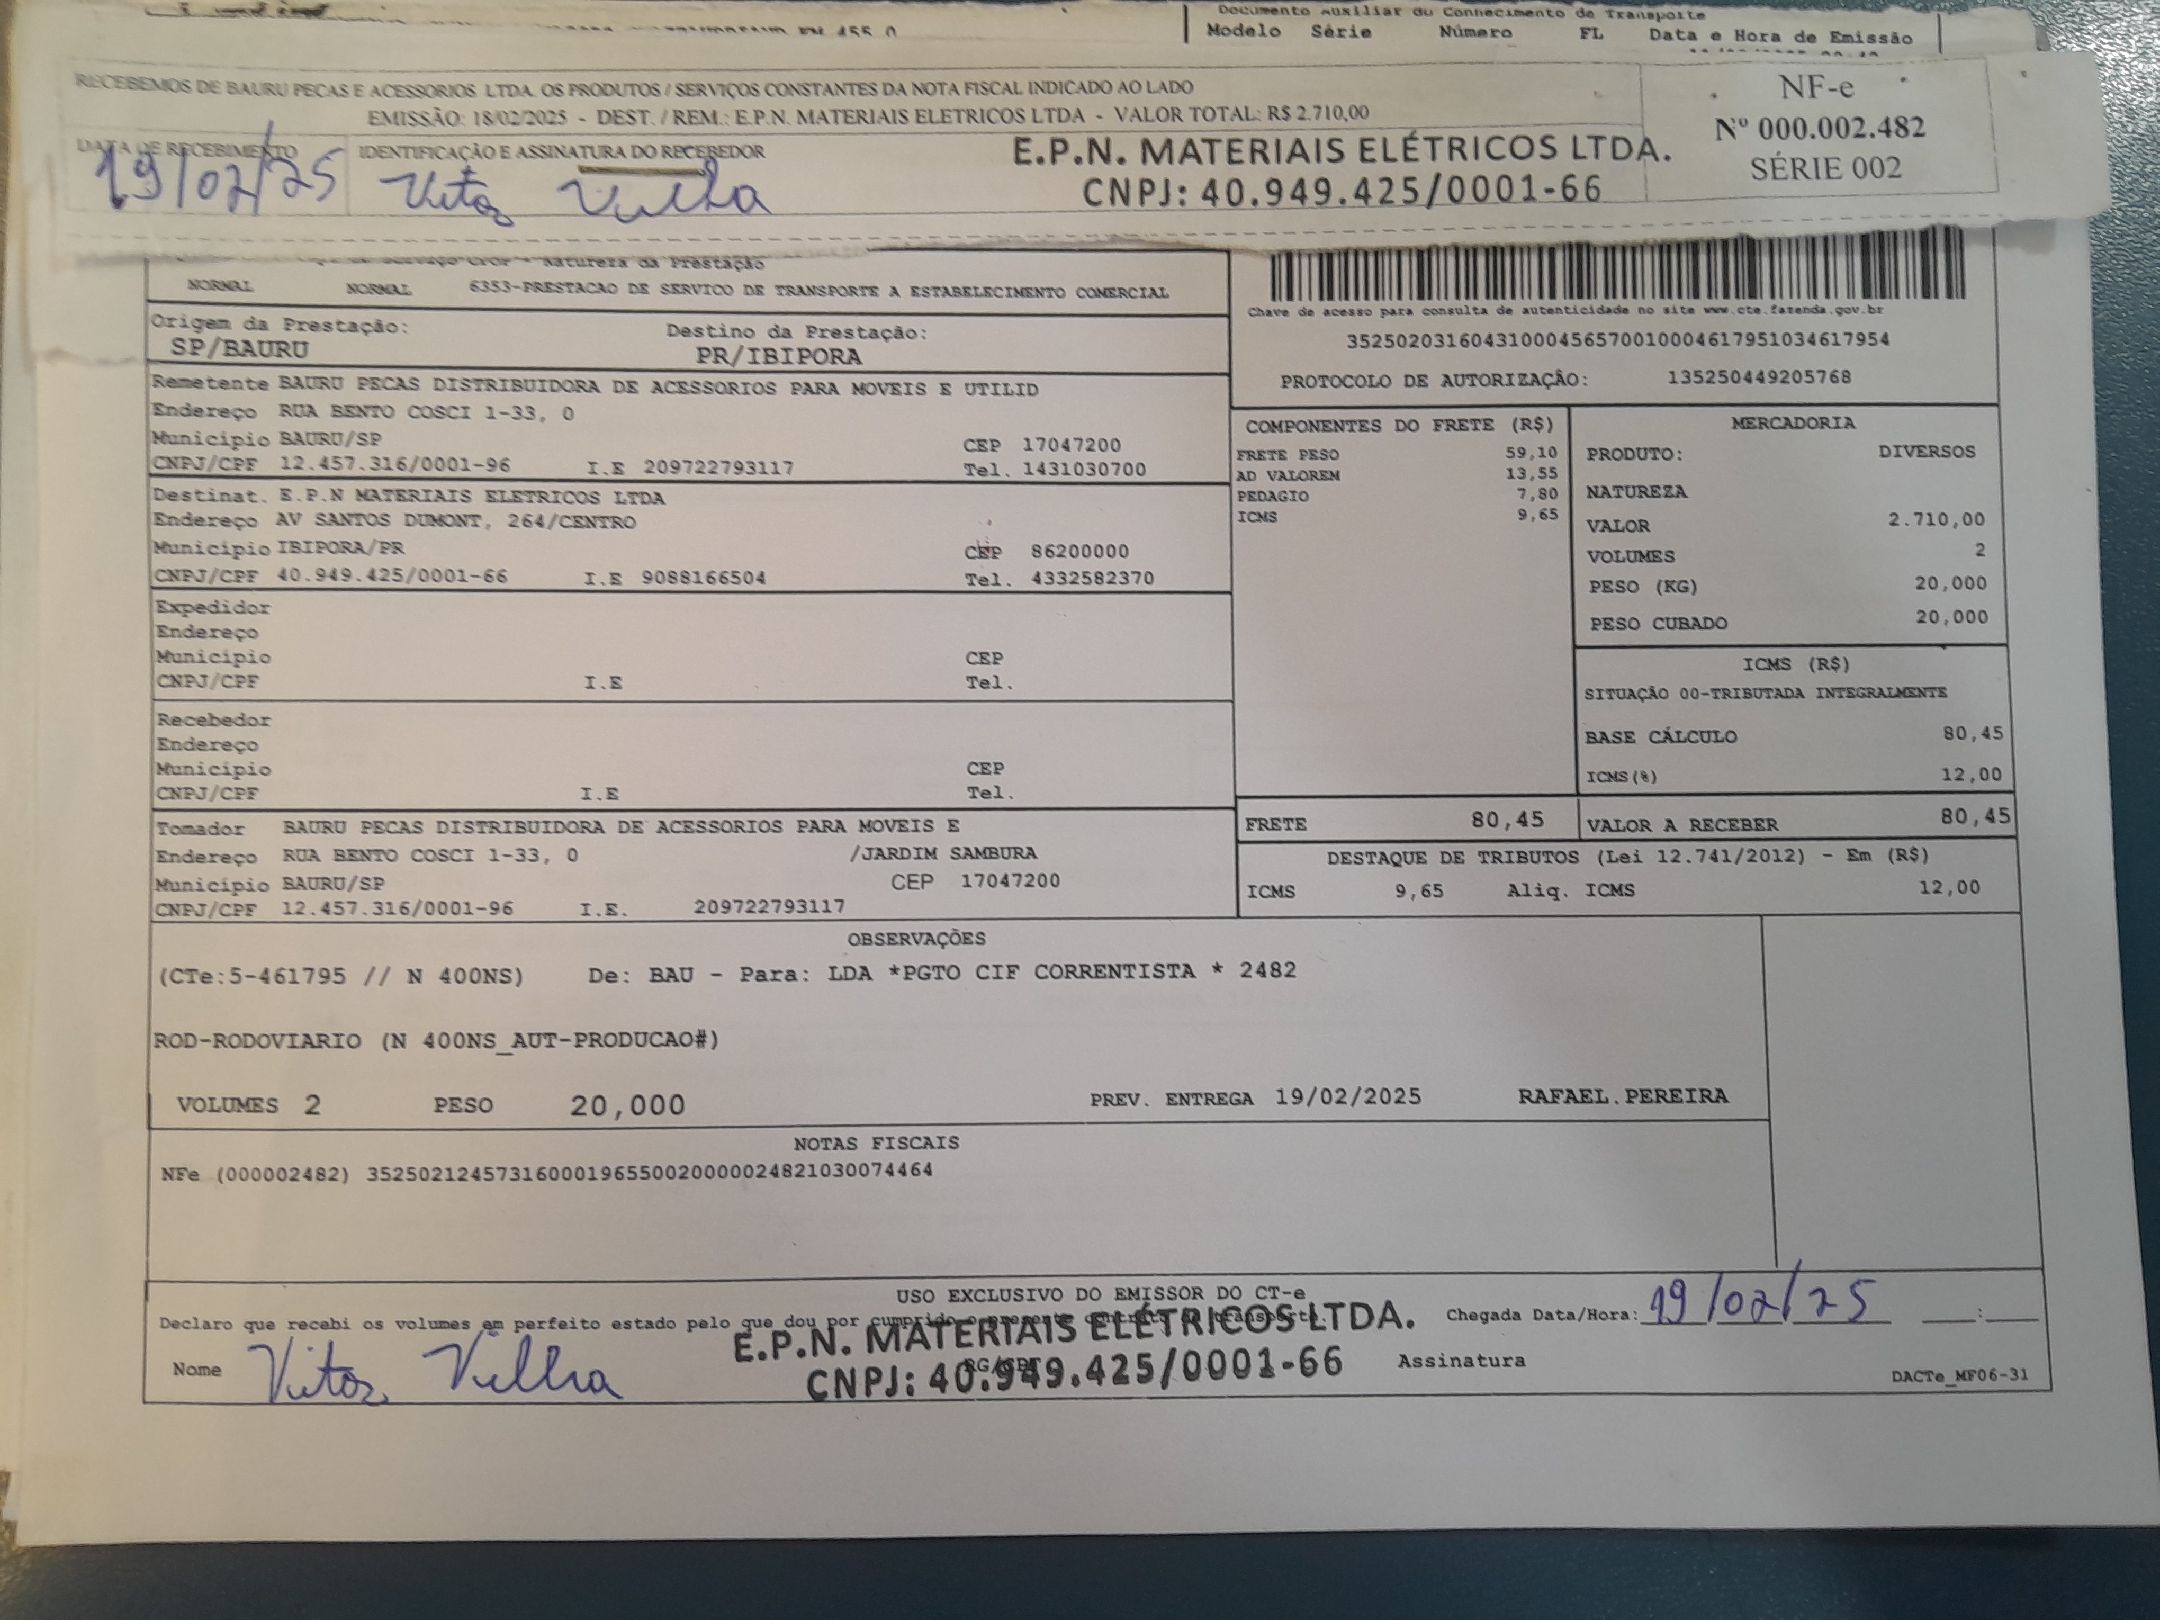 Documento Auxiliar do Conhecimento de Transporte
Modelo Série Número FL Data e Hora de Emissão
RECEBEMOS DE BAURU PECAS E ACESSORIOS LTDA. OS PRODUTOS / SERVIÇOS CONSTANTES DA NOTA FISCAL INDICADO AO LADO
EMISSÃO: 18/02/2025 - DEST. / REM.: E.P.N. MATERIAIS ELETRICOS LTDA - VALOR TOTAL: R$ 2.710,00
NF-e
Nº 000.002.482
SÉRIE 002
DATA DE RECEBIMENTO
19/02/25
IDENTIFICAÇÃO E ASSINATURA DO RECEBEDOR
Vitor
E.P.N. MATERIAIS ELÉTRICOS LTDA.
CNPJ: 40.949.425/0001-66
Natureza da Prestação
NORMAL NORMAL 6353-PRESTACAO DE SERVICO DE TRANSPORTE A ESTABELECIMENTO COMERCIAL
Origem da Prestação: Destino da Prestação:
SP/BAURU PR/IBIPORA
Chave de acesso para consulta de autenticidade no site www.cte.fazenda.gov.br
35250203160431000456570010004617951034617954
PROTOCOLO DE AUTORIZAÇÃO: 135250449205768
Remetente BAURU PECAS DISTRIBUIDORA DE ACESSORIOS PARA MOVEIS E UTILID
Endereço RUA BENTO COSCI 1-33, 0
Município BAURU/SP CEP 17047200
CNPJ/CPF 12.457.316/0001-96 I.E 209722793117 Tel. 1431030700
Destinat. E.P.N MATERIAIS ELETRICOS LTDA
Endereço AV SANTOS DUMONT, 264/CENTRO
Município IBIPORA/PR CEP 86200000
CNPJ/CPF 40.949.425/0001-66 I.E 9088166504 Tel. 4332582370
Expedidor
Endereço
Município CEP
CNPJ/CPF I.E Tel.
Recebedor
Endereço
Município CEP
CNPJ/CPF I.E Tel.
Tomador BAURU PECAS DISTRIBUIDORA DE ACESSORIOS PARA MOVEIS E
Endereço RUA BENTO COSCI 1-33, 0 /JARDIM SAMBURA
Município BAURU/SP CEP 17047200
CNPJ/CPF 12.457.316/0001-96 I.E. 209722793117
COMPONENTES DO FRETE (R$)
FRETE PESO 59,10
AD VALOREM 13,55
PEDAGIO 7,80
ICMS 9,65
MERCADORIA
PRODUTO: DIVERSOS
NATUREZA
VALOR 2.710,00
VOLUMES 2
PESO (KG) 20,000
PESO CUBADO 20,000
ICMS (R$)
SITUAÇÃO 00-TRIBUTADA INTEGRALMENTE
BASE CÁLCULO 80,45
ICMS(%) 12,00
FRETE 80,45 VALOR A RECEBER 80,45
DESTAQUE DE TRIBUTOS (Lei 12.741/2012) - Em (R$)
ICMS 9,65 Aliq. ICMS 12,00
OBSERVAÇÕES
(CTe:5-461795 // N 400NS) De: BAU - Para: LDA *PGTO CIF CORRENTISTA * 2482
ROD-RODOVIARIO (N 400NS_AUT-PRODUCAO#)
VOLUMES 2 PESO 20,000 PREV. ENTREGA 19/02/2025 RAFAEL.PEREIRA
NOTAS FISCAIS
NFe (000002482) 35250212457316000196550020000024821030074464
USO EXCLUSIVO DO EMISSOR DO CT-e
Declaro que recebi os volumes em perfeito estado pelo que dou por cumprido o presente contrato de transporte.
E.P.N. MATERIAIS ELÉTRICOS LTDA.
CNPJ: 40.949.425/0001-66
Chegada Data/Hora: 19/02/25 :
Nome Vitor RG/CPF Assinatura
DACTe_MF06-31